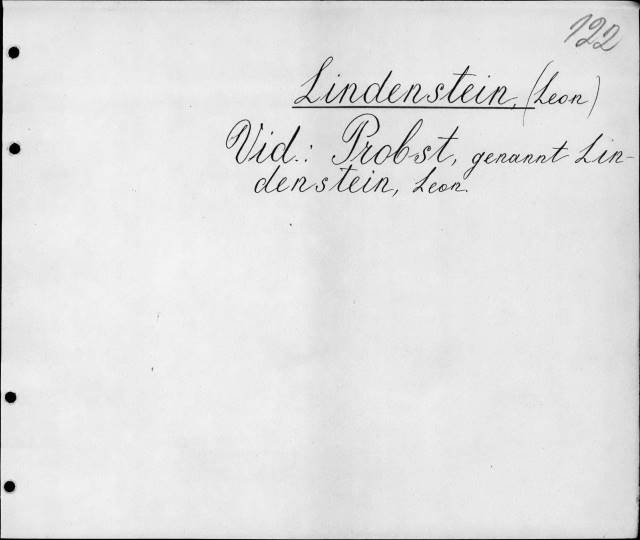 122
Lindenstein, (Leon)
Vid.: Probst, genannt Lin-
denstein, Leon.